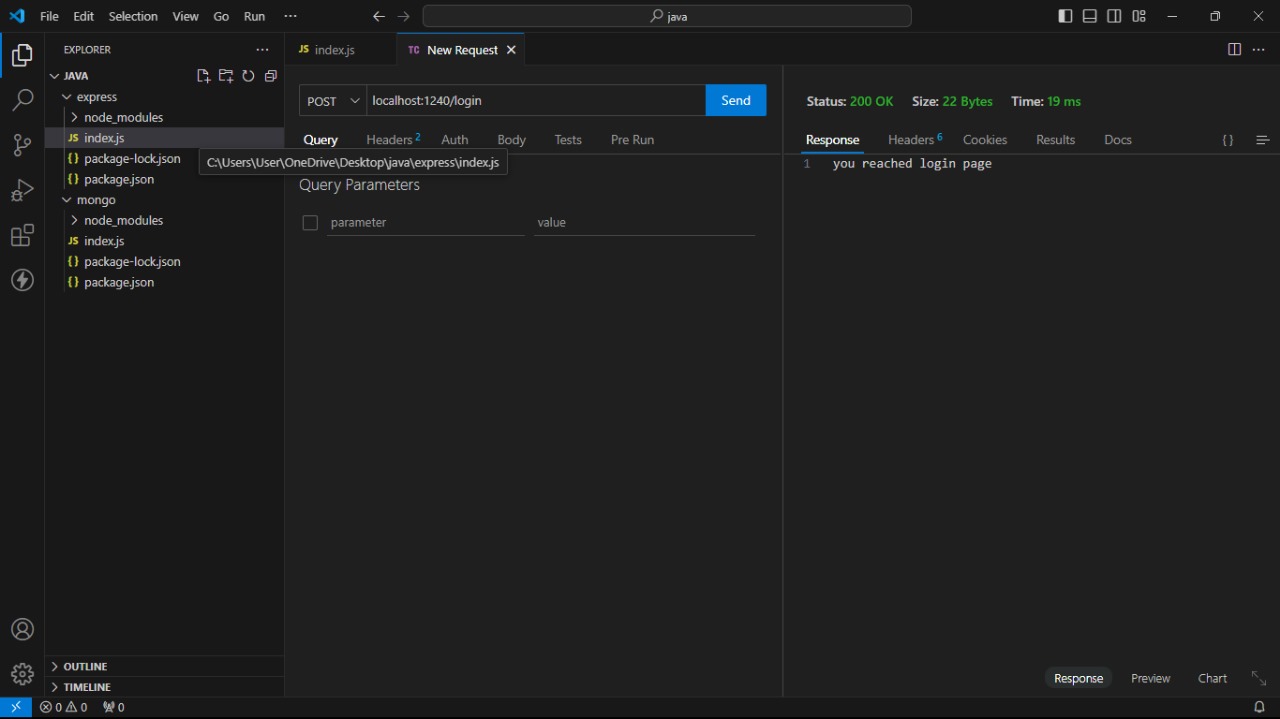 File Edit Selection View Go Run ··· java
EXPLORER ···
JS index.js
TC New Request
JAVA
express
node_modules
JS index.js
{} package-lock.json
{} package.json
mongo
node_modules
JS index.js
{} package-lock.json
{} package.json
OUTLINE
TIMELINE
C:\Users\User\OneDrive\Desktop\java\express\index.js
POST localhost:1240/login Send
Query Headers 2 Auth Body Tests Pre Run
Query Parameters
parameter value
Status: 200 OK Size: 22 Bytes Time: 19 ms
Response Headers 6 Cookies Results Docs {}
1 you reached login page
Response Preview Chart
0 0 0